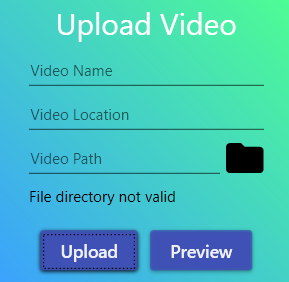 Upload Video
Video Name
Video Location
Video Path
File directory not valid
Upload Preview